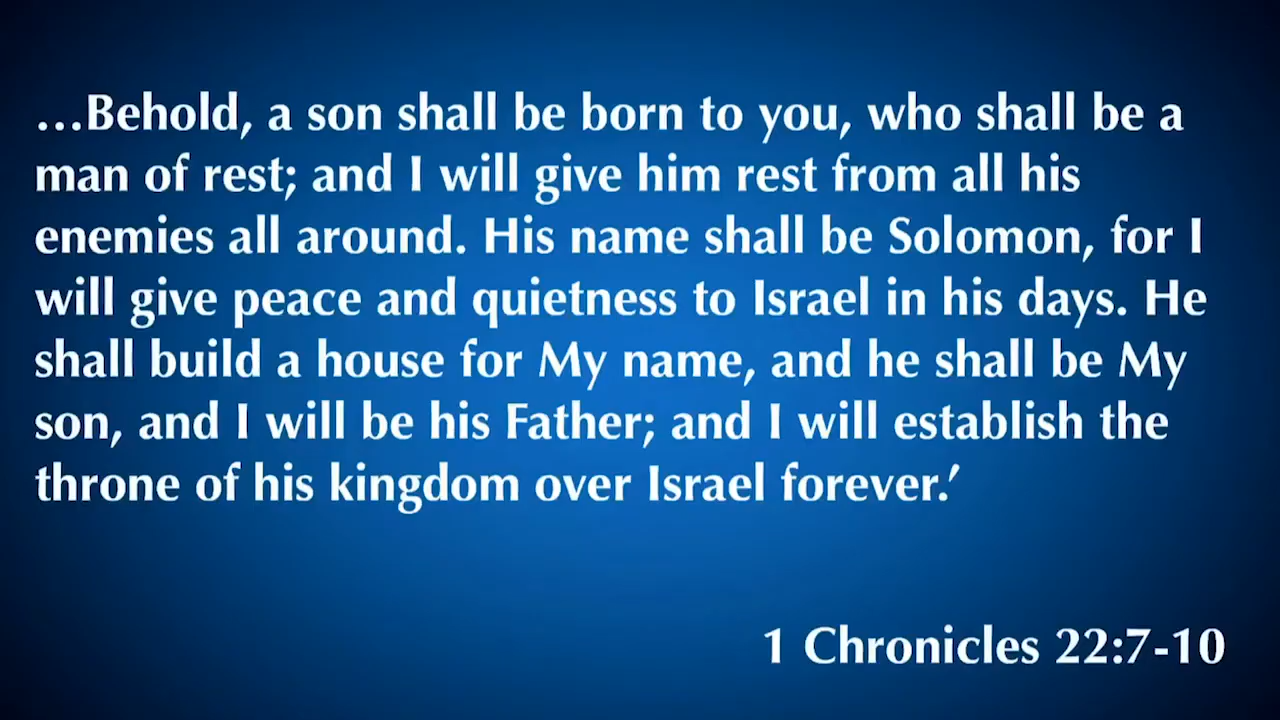 ...Behold, a son shall be born to you, who shall be a
man of rest; and I will give him rest from all his
enemies all around. His name shall be Solomon, for I
will give peace and quietness to Israel in his days. He
shall build a house for My name, and he shall be My
son, and I will be his Father; and I will establish the
throne of his kingdom over Israel forever.’
1 Chronicles 22:7-10